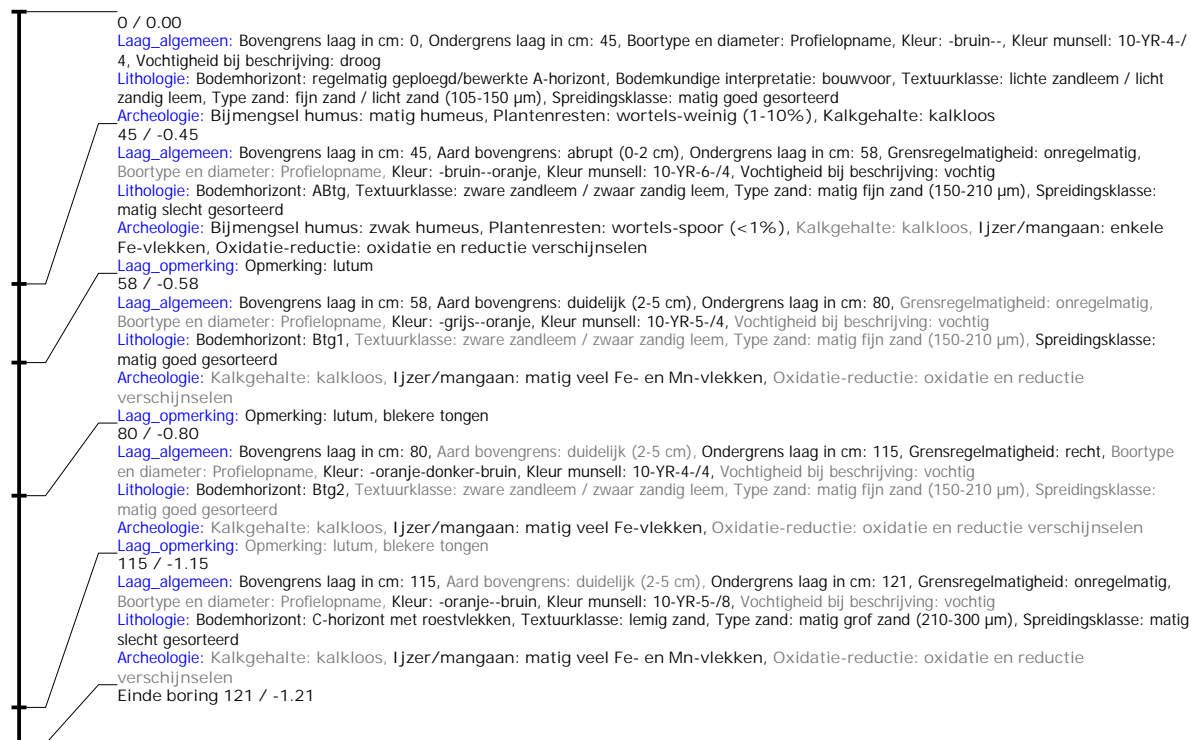 0 / 0.00
Laag_algemeen: Bovengrens laag in cm: 0, Ondergrens laag in cm: 45, Boortype en diameter: Profielopname, Kleur: -bruin--, Kleur munsell: 10-YR-4-/
4, Vochtigheid bij beschrijving: droog
Lithologie: Bodemhorizont: regelmatig geploegd/bewerkte A-horizont, Bodemkundige interpretatie: bouwvoor, Textuurklasse: lichte zandleem / licht
zandig leem, Type zand: fijn zand / licht zand (105-150 µm), Spreidingsklasse: matig goed gesorteerd
Archeologie: Bijmengsel humus: matig humeus, Plantenresten: wortels-weinig (1-10%), Kalkgehalte: kalkloos
45 / -0.45
Laag_algemeen: Bovengrens laag in cm: 45, Aard bovengrens: abrupt (0-2 cm), Ondergrens laag in cm: 58, Grensregelmatigheid: onregelmatig,
Boortype en diameter: Profielopname, Kleur: -bruin--oranje, Kleur munsell: 10-YR-6-/4, Vochtigheid bij beschrijving: vochtig
Lithologie: Bodemhorizont: ABtg, Textuurklasse: zware zandleem / zwaar zandig leem, Type zand: matig fijn zand (150-210 µm), Spreidingsklasse:
matig slecht gesorteerd
Archeologie: Bijmengsel humus: zwak humeus, Plantenresten: wortels-spoor (<1%), Kalkgehalte: kalkloos, Ijzer/mangaan: enkele
Fe-vlekken, Oxidatie-reductie: oxidatie en reductie verschijnselen
Laag_opmerking: Opmerking: lutum
58 / -0.58
Laag_algemeen: Bovengrens laag in cm: 58, Aard bovengrens: duidelijk (2-5 cm), Ondergrens laag in cm: 80, Grensregelmatigheid: onregelmatig,
Boortype en diameter: Profielopname, Kleur: -grijs--oranje, Kleur munsell: 10-YR-5-/4, Vochtigheid bij beschrijving: vochtig
Lithologie: Bodemhorizont: Btg1, Textuurklasse: zware zandleem / zwaar zandig leem, Type zand: matig fijn zand (150-210 µm), Spreidingsklasse:
matig goed gesorteerd
Archeologie: Kalkgehalte: kalkloos, Ijzer/mangaan: matig veel Fe- en Mn-vlekken, Oxidatie-reductie: oxidatie en reductie
verschijnselen
Laag_opmerking: Opmerking: lutum, blekere tongen
80 / -0.80
Laag_algemeen: Bovengrens laag in cm: 80, Aard bovengrens: duidelijk (2-5 cm), Ondergrens laag in cm: 115, Grensregelmatigheid: recht, Boortype
en diameter: Profielopname, Kleur: -oranje-donker-bruin, Kleur munsell: 10-YR-4-/4, Vochtigheid bij beschrijving: vochtig
Lithologie: Bodemhorizont: Btg2, Textuurklasse: zware zandleem / zwaar zandig leem, Type zand: matig fijn zand (150-210 µm), Spreidingsklasse:
matig goed gesorteerd
Archeologie: Kalkgehalte: kalkloos, Ijzer/mangaan: matig veel Fe-vlekken, Oxidatie-reductie: oxidatie en reductie verschijnselen
Laag_opmerking: Opmerking: lutum, blekere tongen
115 / -1.15
Laag_algemeen: Bovengrens laag in cm: 115, Aard bovengrens: duidelijk (2-5 cm), Ondergrens laag in cm: 121, Grensregelmatigheid: onregelmatig,
Boortype en diameter: Profielopname, Kleur: -oranje--bruin, Kleur munsell: 10-YR-5-/8, Vochtigheid bij beschrijving: vochtig
Lithologie: Bodemhorizont: C-horizont met roestvlekken, Textuurklasse: lemig zand, Type zand: matig grof zand (210-300 µm), Spreidingsklasse: matig
slecht gesorteerd
Archeologie: Kalkgehalte: kalkloos, Ijzer/mangaan: matig veel Fe- en Mn-vlekken, Oxidatie-reductie: oxidatie en reductie
verschijnselen
Einde boring 121 / -1.21